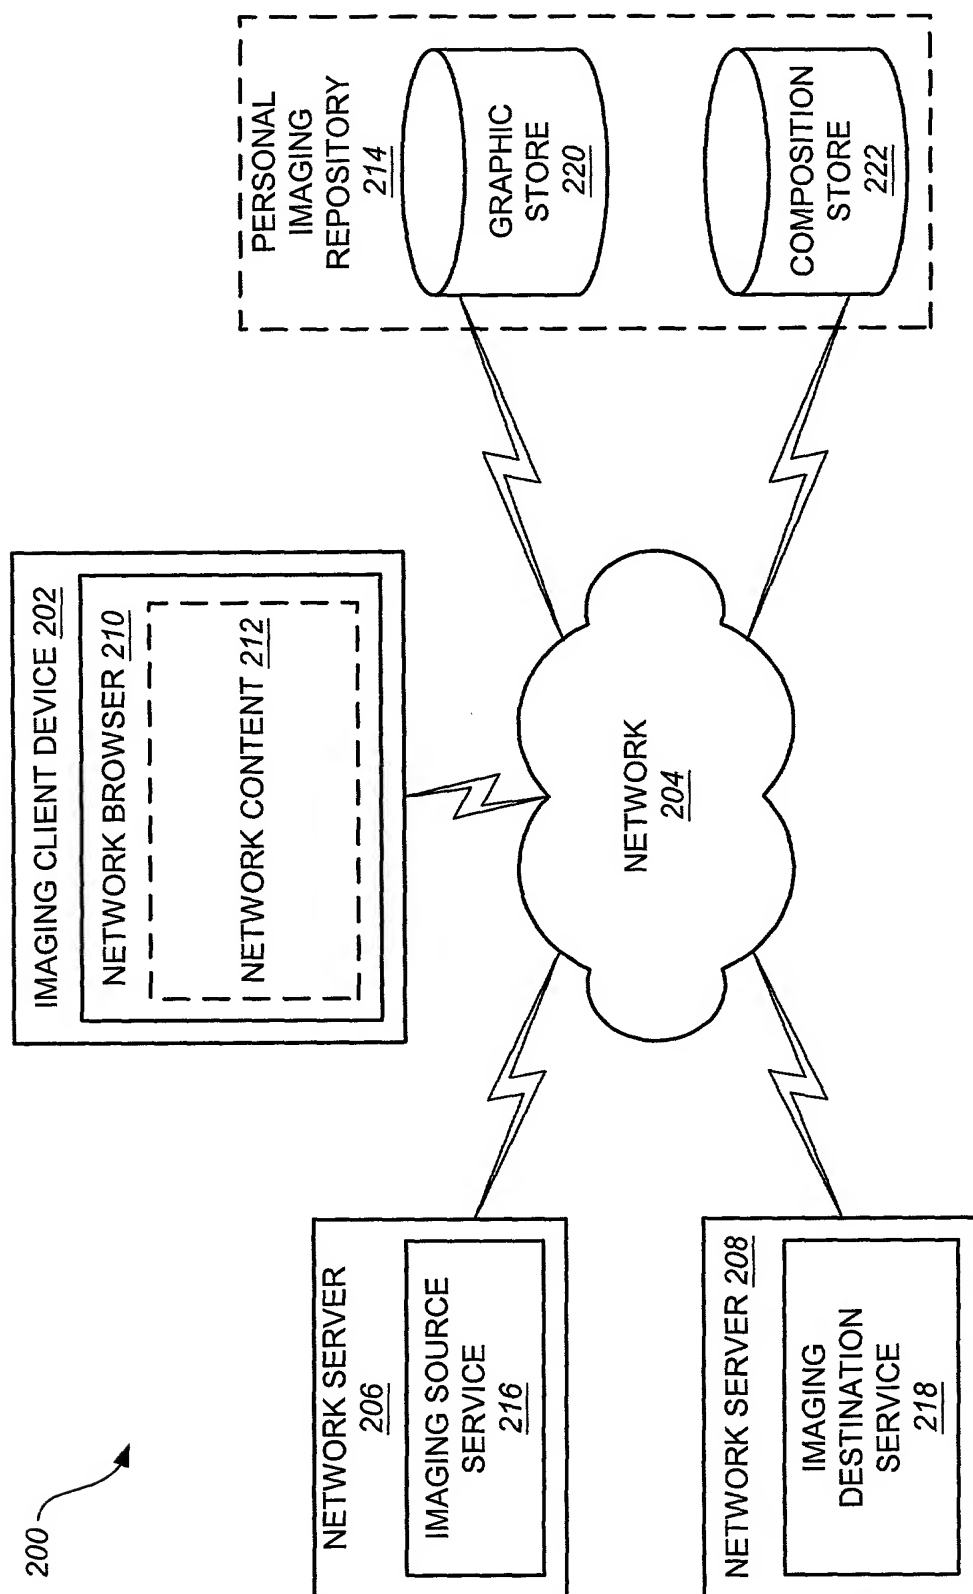 200
IMAGING CLIENT DEVICE 202
NETWORK BROWSER 210
NETWORK CONTENT 212
NETWORK SERVER
206
IMAGING SOURCE
SERVICE
216
NETWORK SERVER 208
IMAGING
DESTINATION
SERVICE
218
NETWORK
204
PERSONAL
IMAGING
REPOSITORY
214
GRAPHIC
STORE
220
COMPOSITION
STORE
222